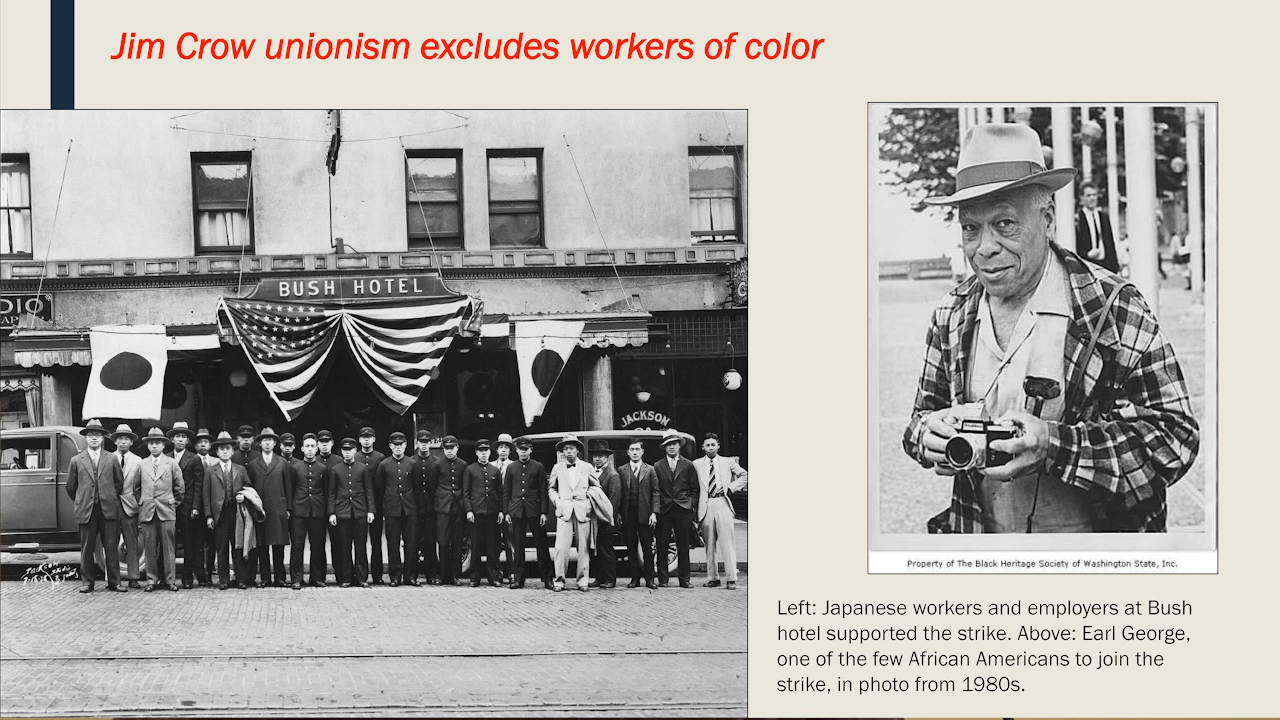 Jim Crow unionism excludes workers of color
BUSH HOTEL
DIO
JACKSON
Property of The Black Heritage Society of Washington State, Inc.
Left: Japanese workers and employers at Bush
hotel supported the strike. Above: Earl George,
one of the few African Americans to join the
strike, in photo from 1980s.